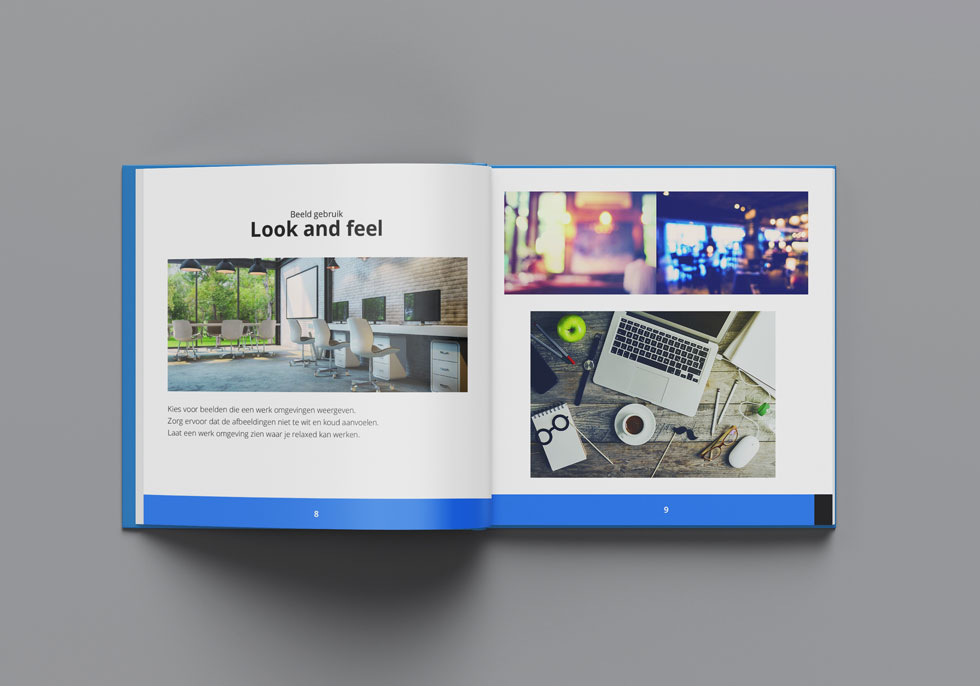 Beeld gebruik
Look and feel
Kies voor beelden die een werk omgevingen weergeven.
Zorg ervoor dat de afbeeldingen niet te wit en koud aanvoelen.
Laat een werk omgeving zien waar je relaxed kan werken.
8
9